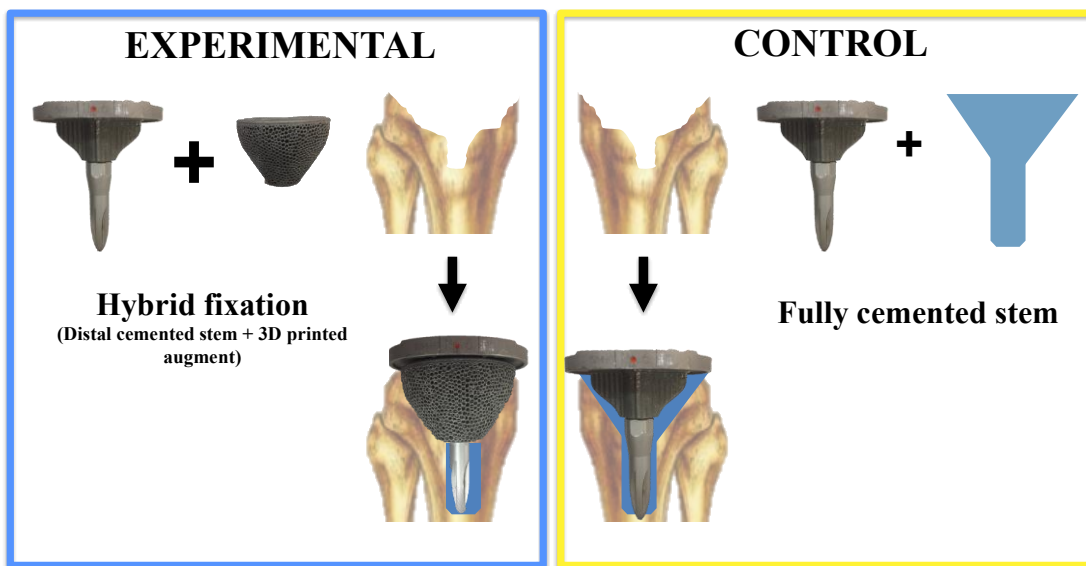 EXPERIMENTAL
+
Hybrid fixation
(Distal cemented stem + 3D printed
augment)
CONTROL
+
Fully cemented stem